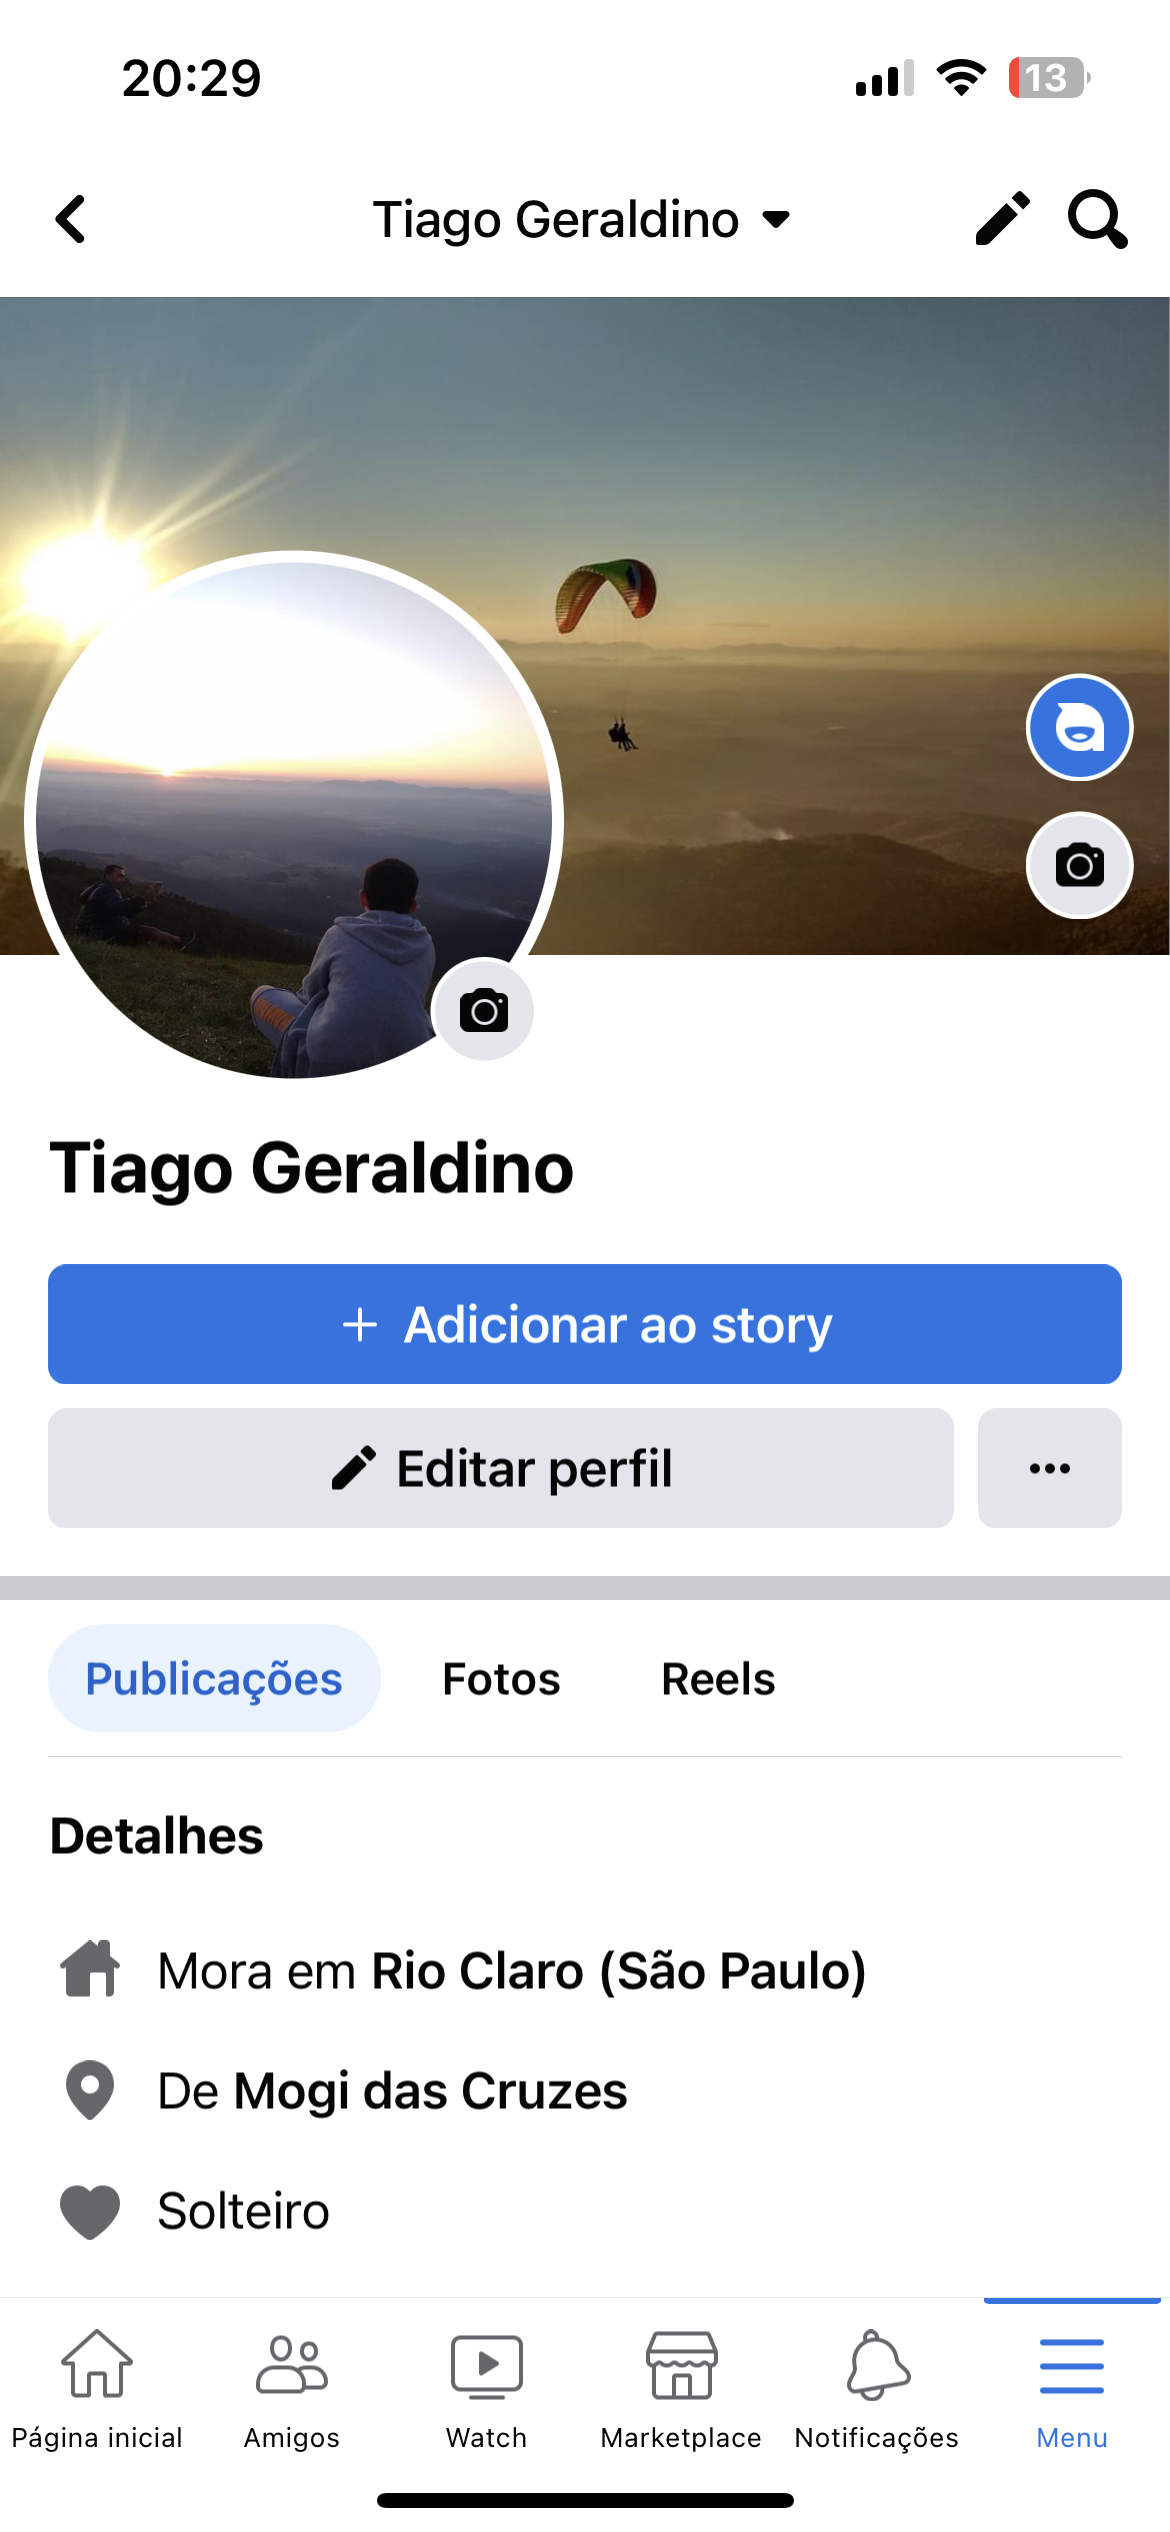 20:29
13
Tiago Geraldino
Tiago Geraldino
+ Adicionar ao story
Editar perfil
Publicações
Fotos
Reels
Detalhes
Mora em Rio Claro (São Paulo)
De Mogi das Cruzes
Solteiro
Página inicial
Amigos
Watch
Marketplace
Notificações
Menu